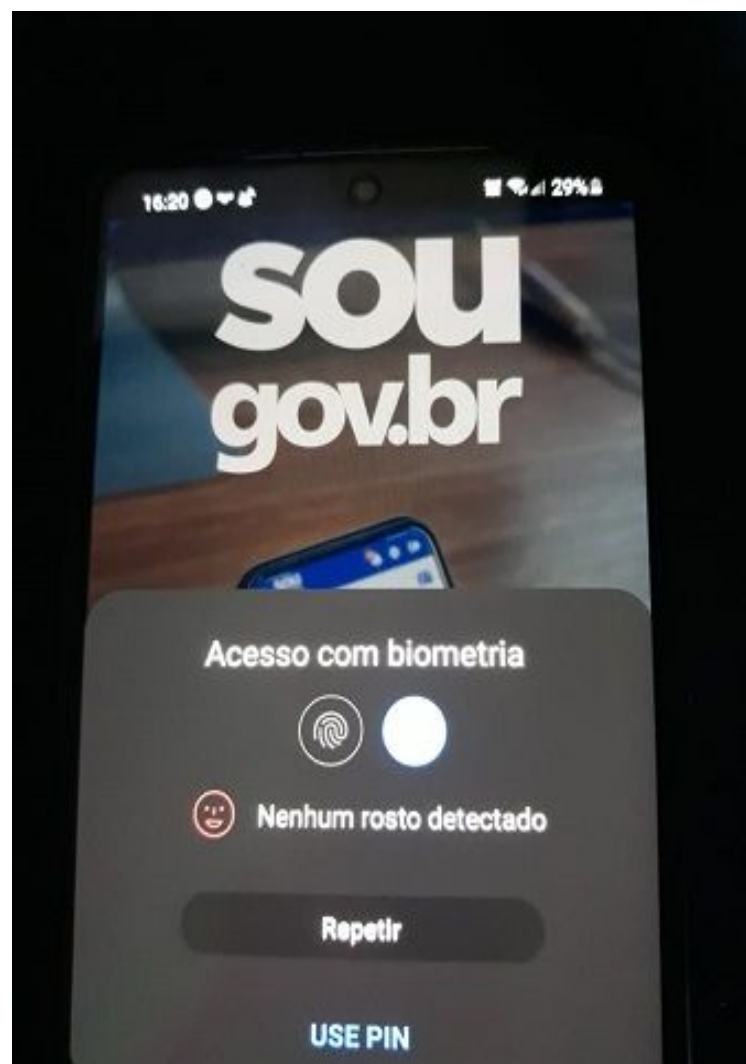 16:20
29%
sou
gov.br
Acesso com biometria
Nenhum rosto detectado
Repetir
USE PIN